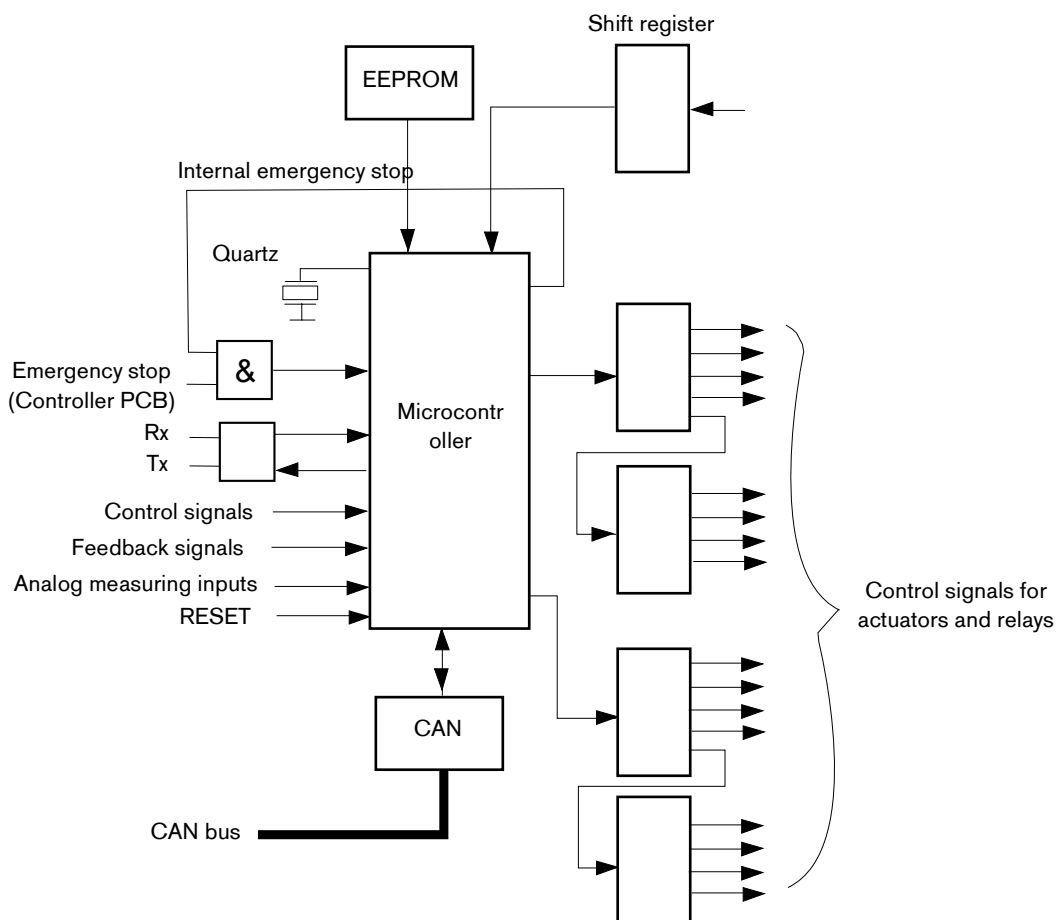 Shift register
EEPROM
Internal emergency stop
Quartz
&
Emergency stop
(Controller PCB)
Microcontr
oller
Rx
Tx
Control signals
Feedback signals
Analog measuring inputs
RESET
Control signals for
actuators and relays
CAN
CAN bus